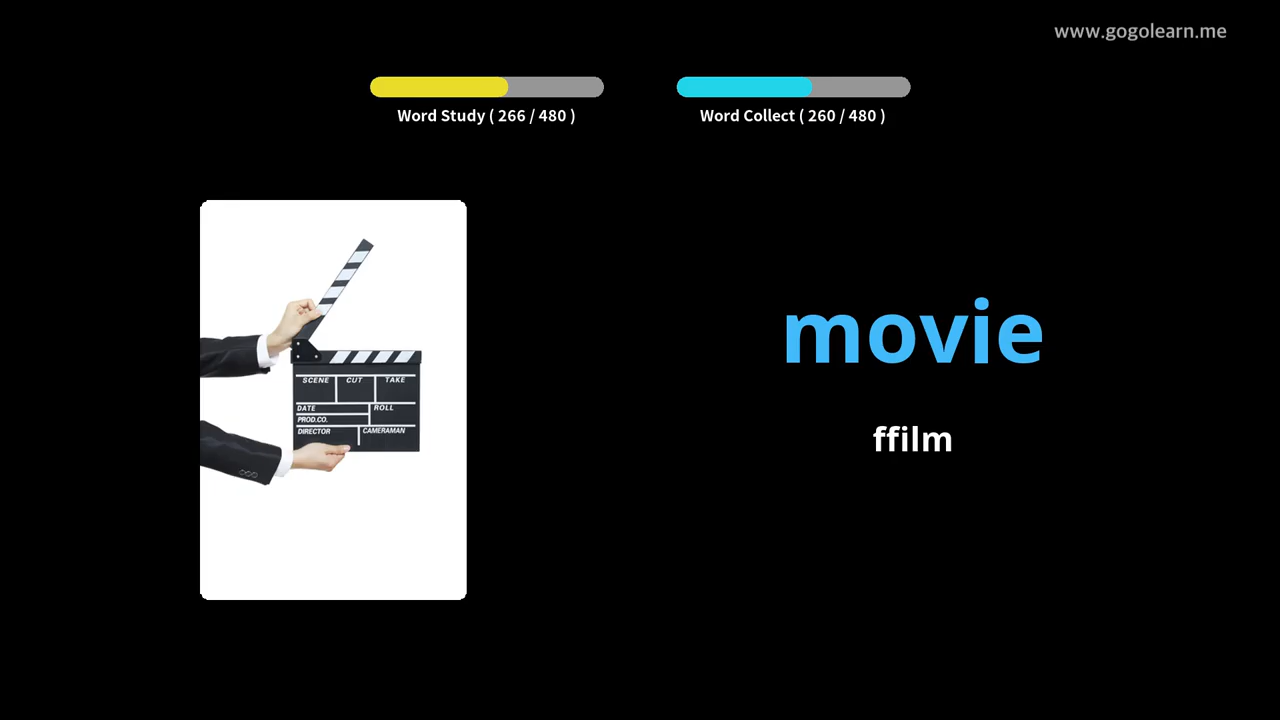 www.gogolearn.me
Word Study ( 266 / 480 )
Word Collect ( 260 / 480 )
SCENE CUT TAKE
DATE ROLL
PROD.CO.
DIRECTOR CAMERAMAN
movie
ffilm